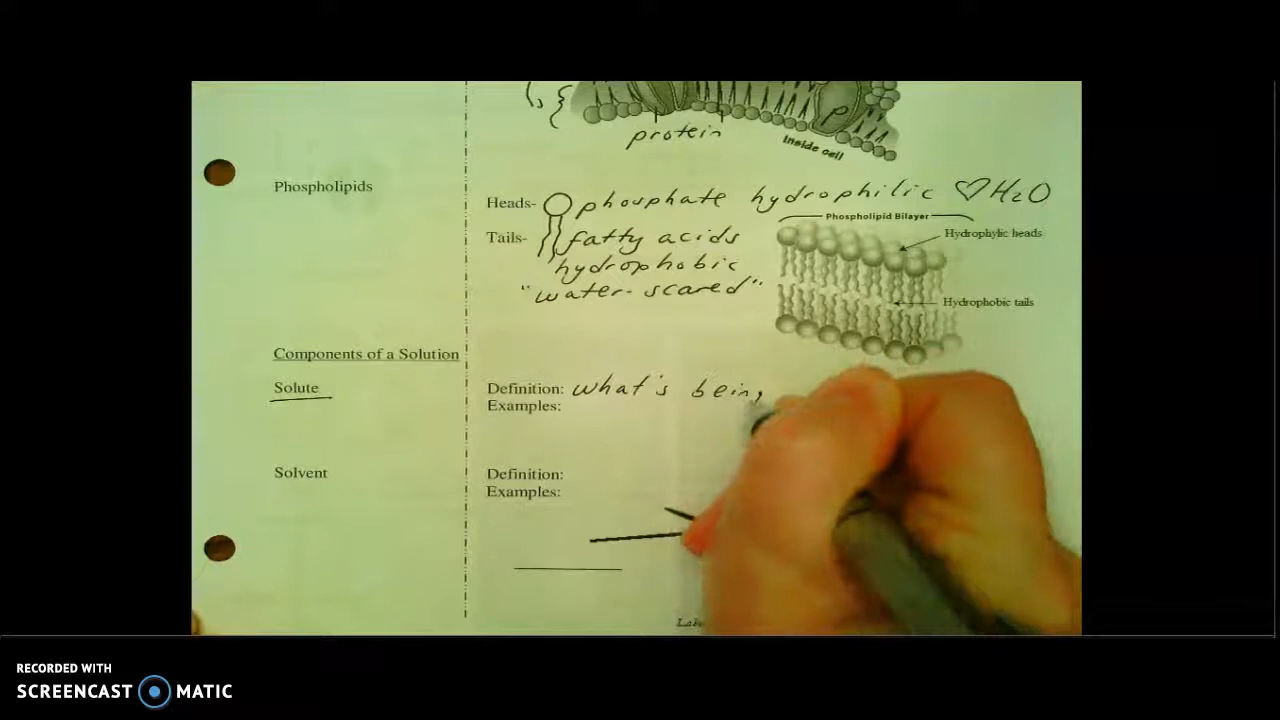 protein
Inside cell
Phospholipids
Heads- phosphate hydrophilic ♡ H2O
Phospholipid Bilayer
Hydrophylic heads
Tails- fatty acids
hydrophobic
"water-scared"
Hydrophobic tails
Components of a Solution
Solute
Definition: what's being
Examples:
Solvent
Definition:
Examples:
RECORDED WITH
SCREENCAST MATIC